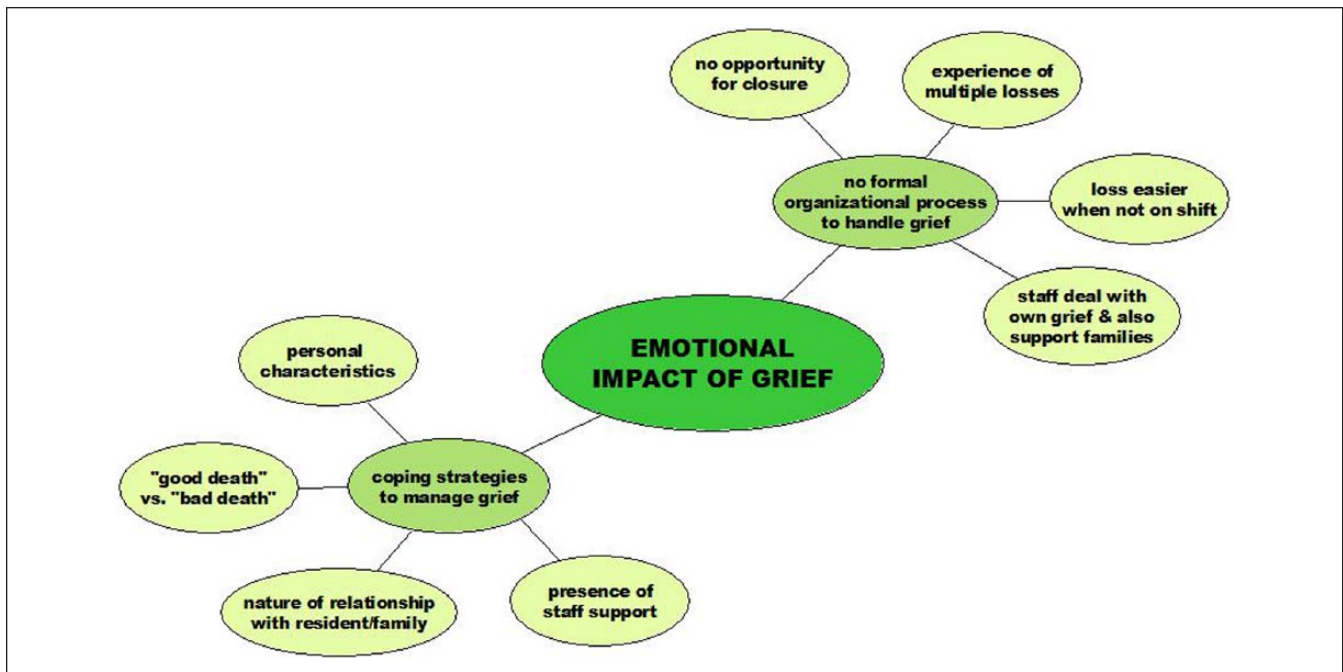 no opportunity
for closure
experience of
multiple losses
no formal
organizational process
to handle grief
loss easier
when not on shift
staff deal with
own grief & also
support families
EMOTIONAL
IMPACT OF GRIEF
personal
characteristics
"good death"
vs. "bad death"
coping strategies
to manage grief
nature of relationship
with resident/family
presence of
staff support